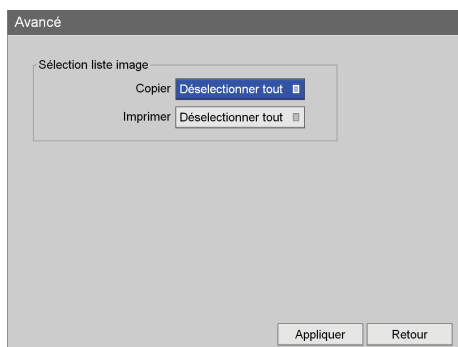 Avancé
Sélection liste image
Copier Déselectionner tout
Imprimer Déselectionner tout
Appliquer Retour